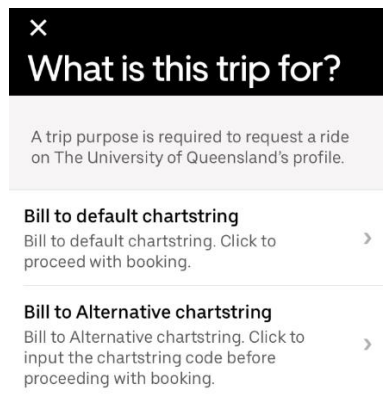 What is this trip for?
A trip purpose is required to request a ride
on The University of Queensland's profile.
Bill to default chartstring
Bill to default chartstring. Click to
proceed with booking.
Bill to Alternative chartstring
Bill to Alternative chartstring. Click to
input the chartstring code before
proceeding with booking.